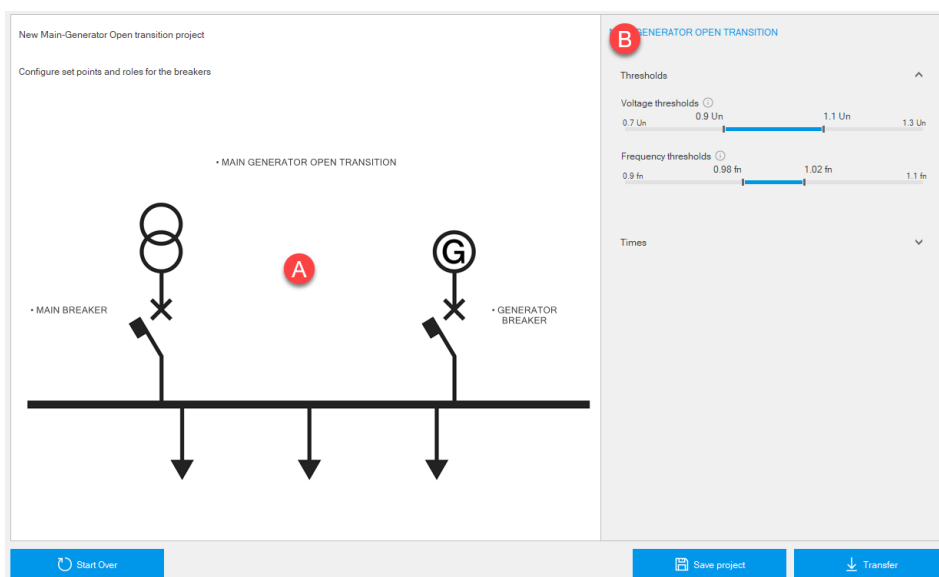 New Main-Generator Open transition project
Configure set points and roles for the breakers
• MAIN GENERATOR OPEN TRANSITION
G
A
• MAIN BREAKER
• GENERATOR
BREAKER
B
GENERATOR OPEN TRANSITION
Thresholds
Voltage thresholds
0.7 Un 0.9 Un 1.1 Un 1.3 Un
Frequency thresholds
0.9 fn 0.98 fn 1.02 fn 1.1 fn
Times
Start Over
Save project
Transfer